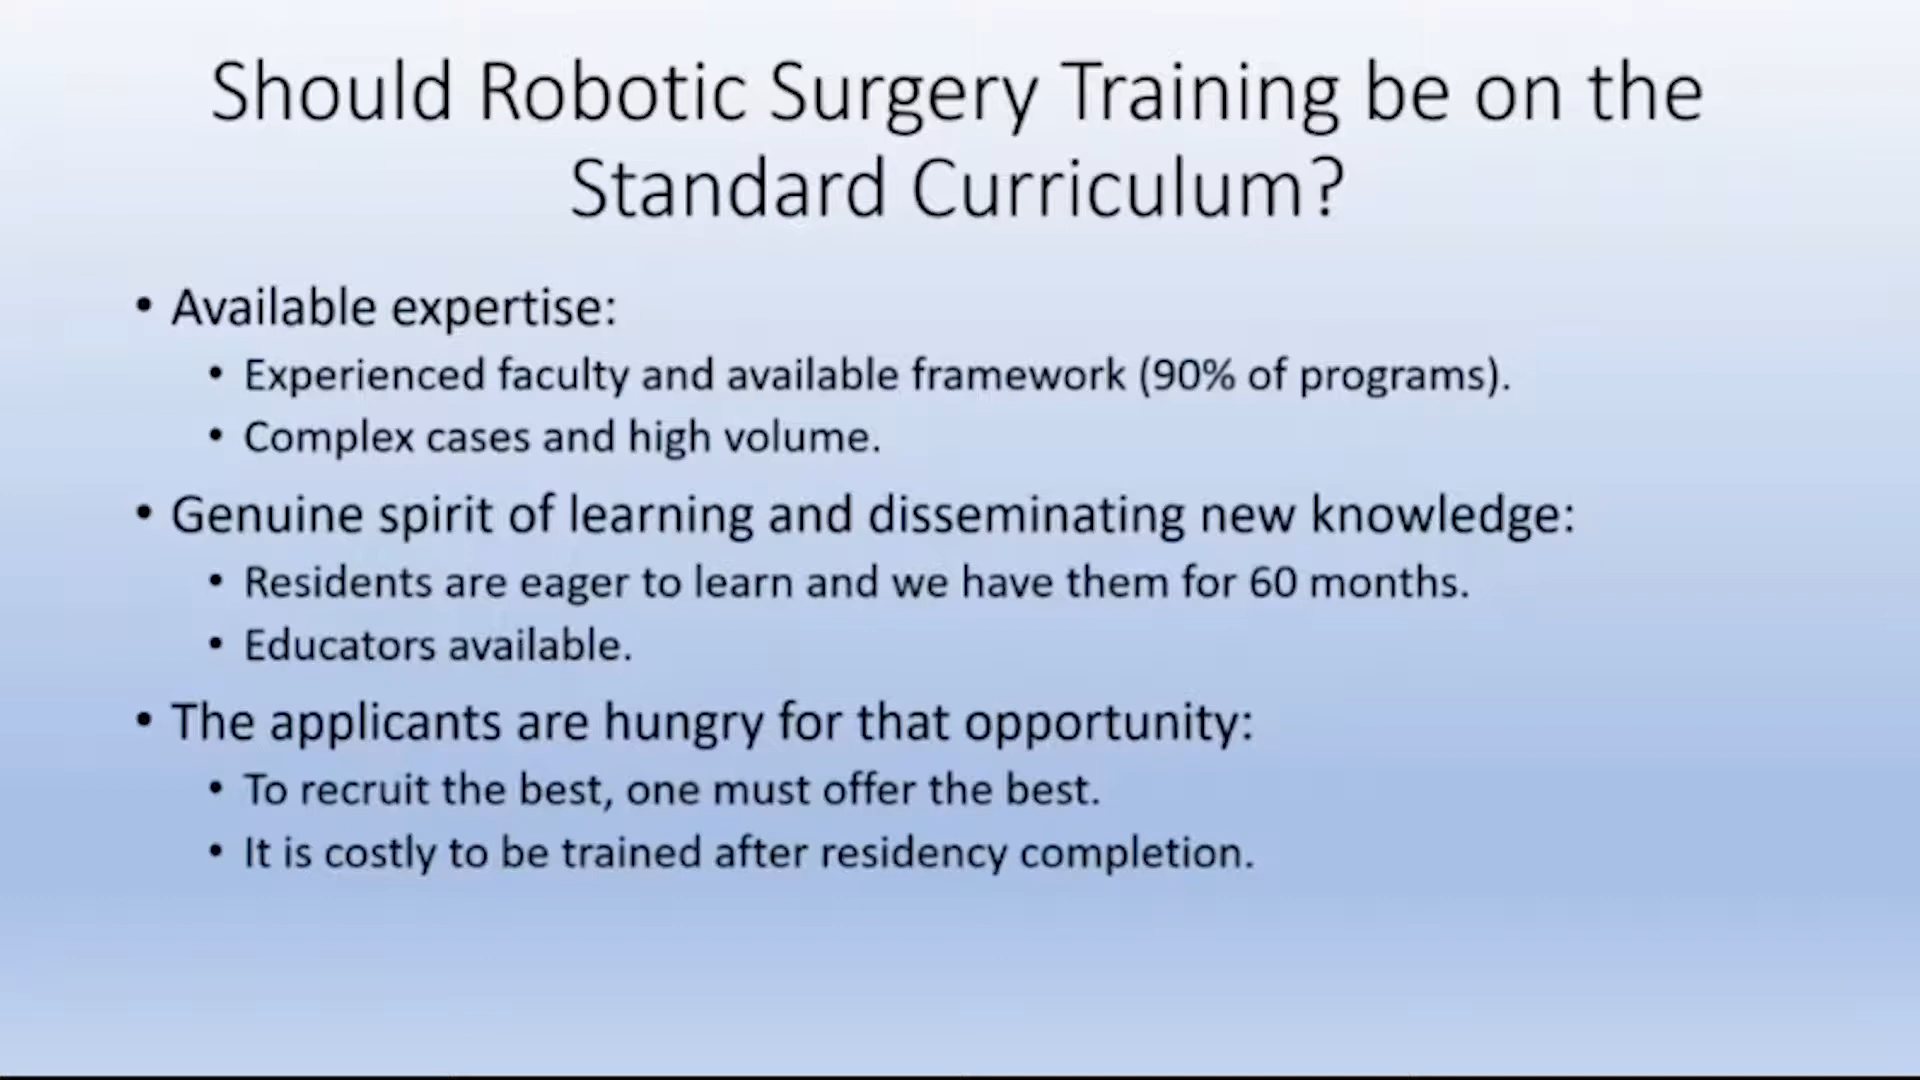 Should Robotic Surgery Training be on the
Standard Curriculum?
• Available expertise:
• Experienced faculty and available framework (90% of programs).
• Complex cases and high volume.
• Genuine spirit of learning and disseminating new knowledge:
• Residents are eager to learn and we have them for 60 months.
• Educators available.
• The applicants are hungry for that opportunity:
• To recruit the best, one must offer the best.
• It is costly to be trained after residency completion.